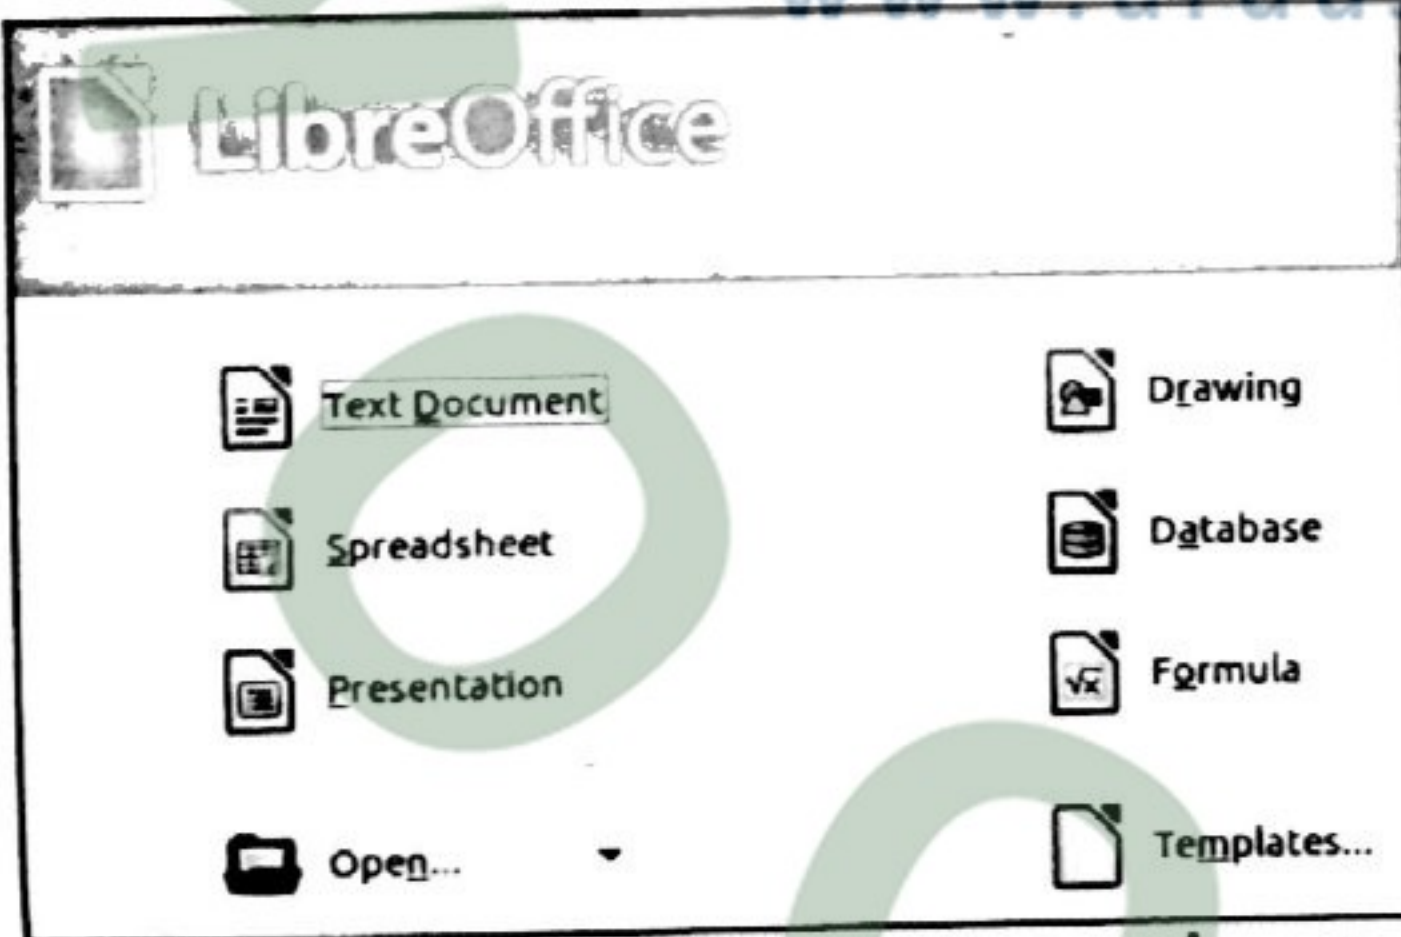 LibreOffice
Text Document
Drawing
Spreadsheet
Database
Presentation
Formula
Open...
Templates...